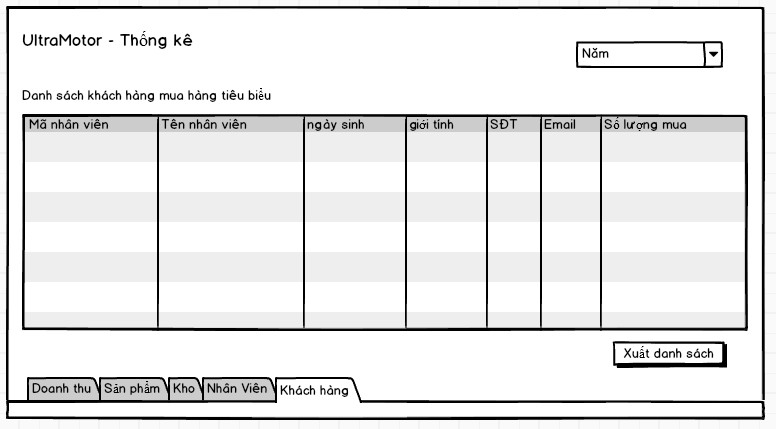 UltraMotor - Thống kê
Năm
Danh sách khách hàng mua hàng tiêu biểu
Mã nhân viên Tên nhân viên ngày sinh giới tính SĐT Email Số lượng mua
Xuất danh sách
Doanh thu Sản phẩm Kho Nhân Viên Khách hàng